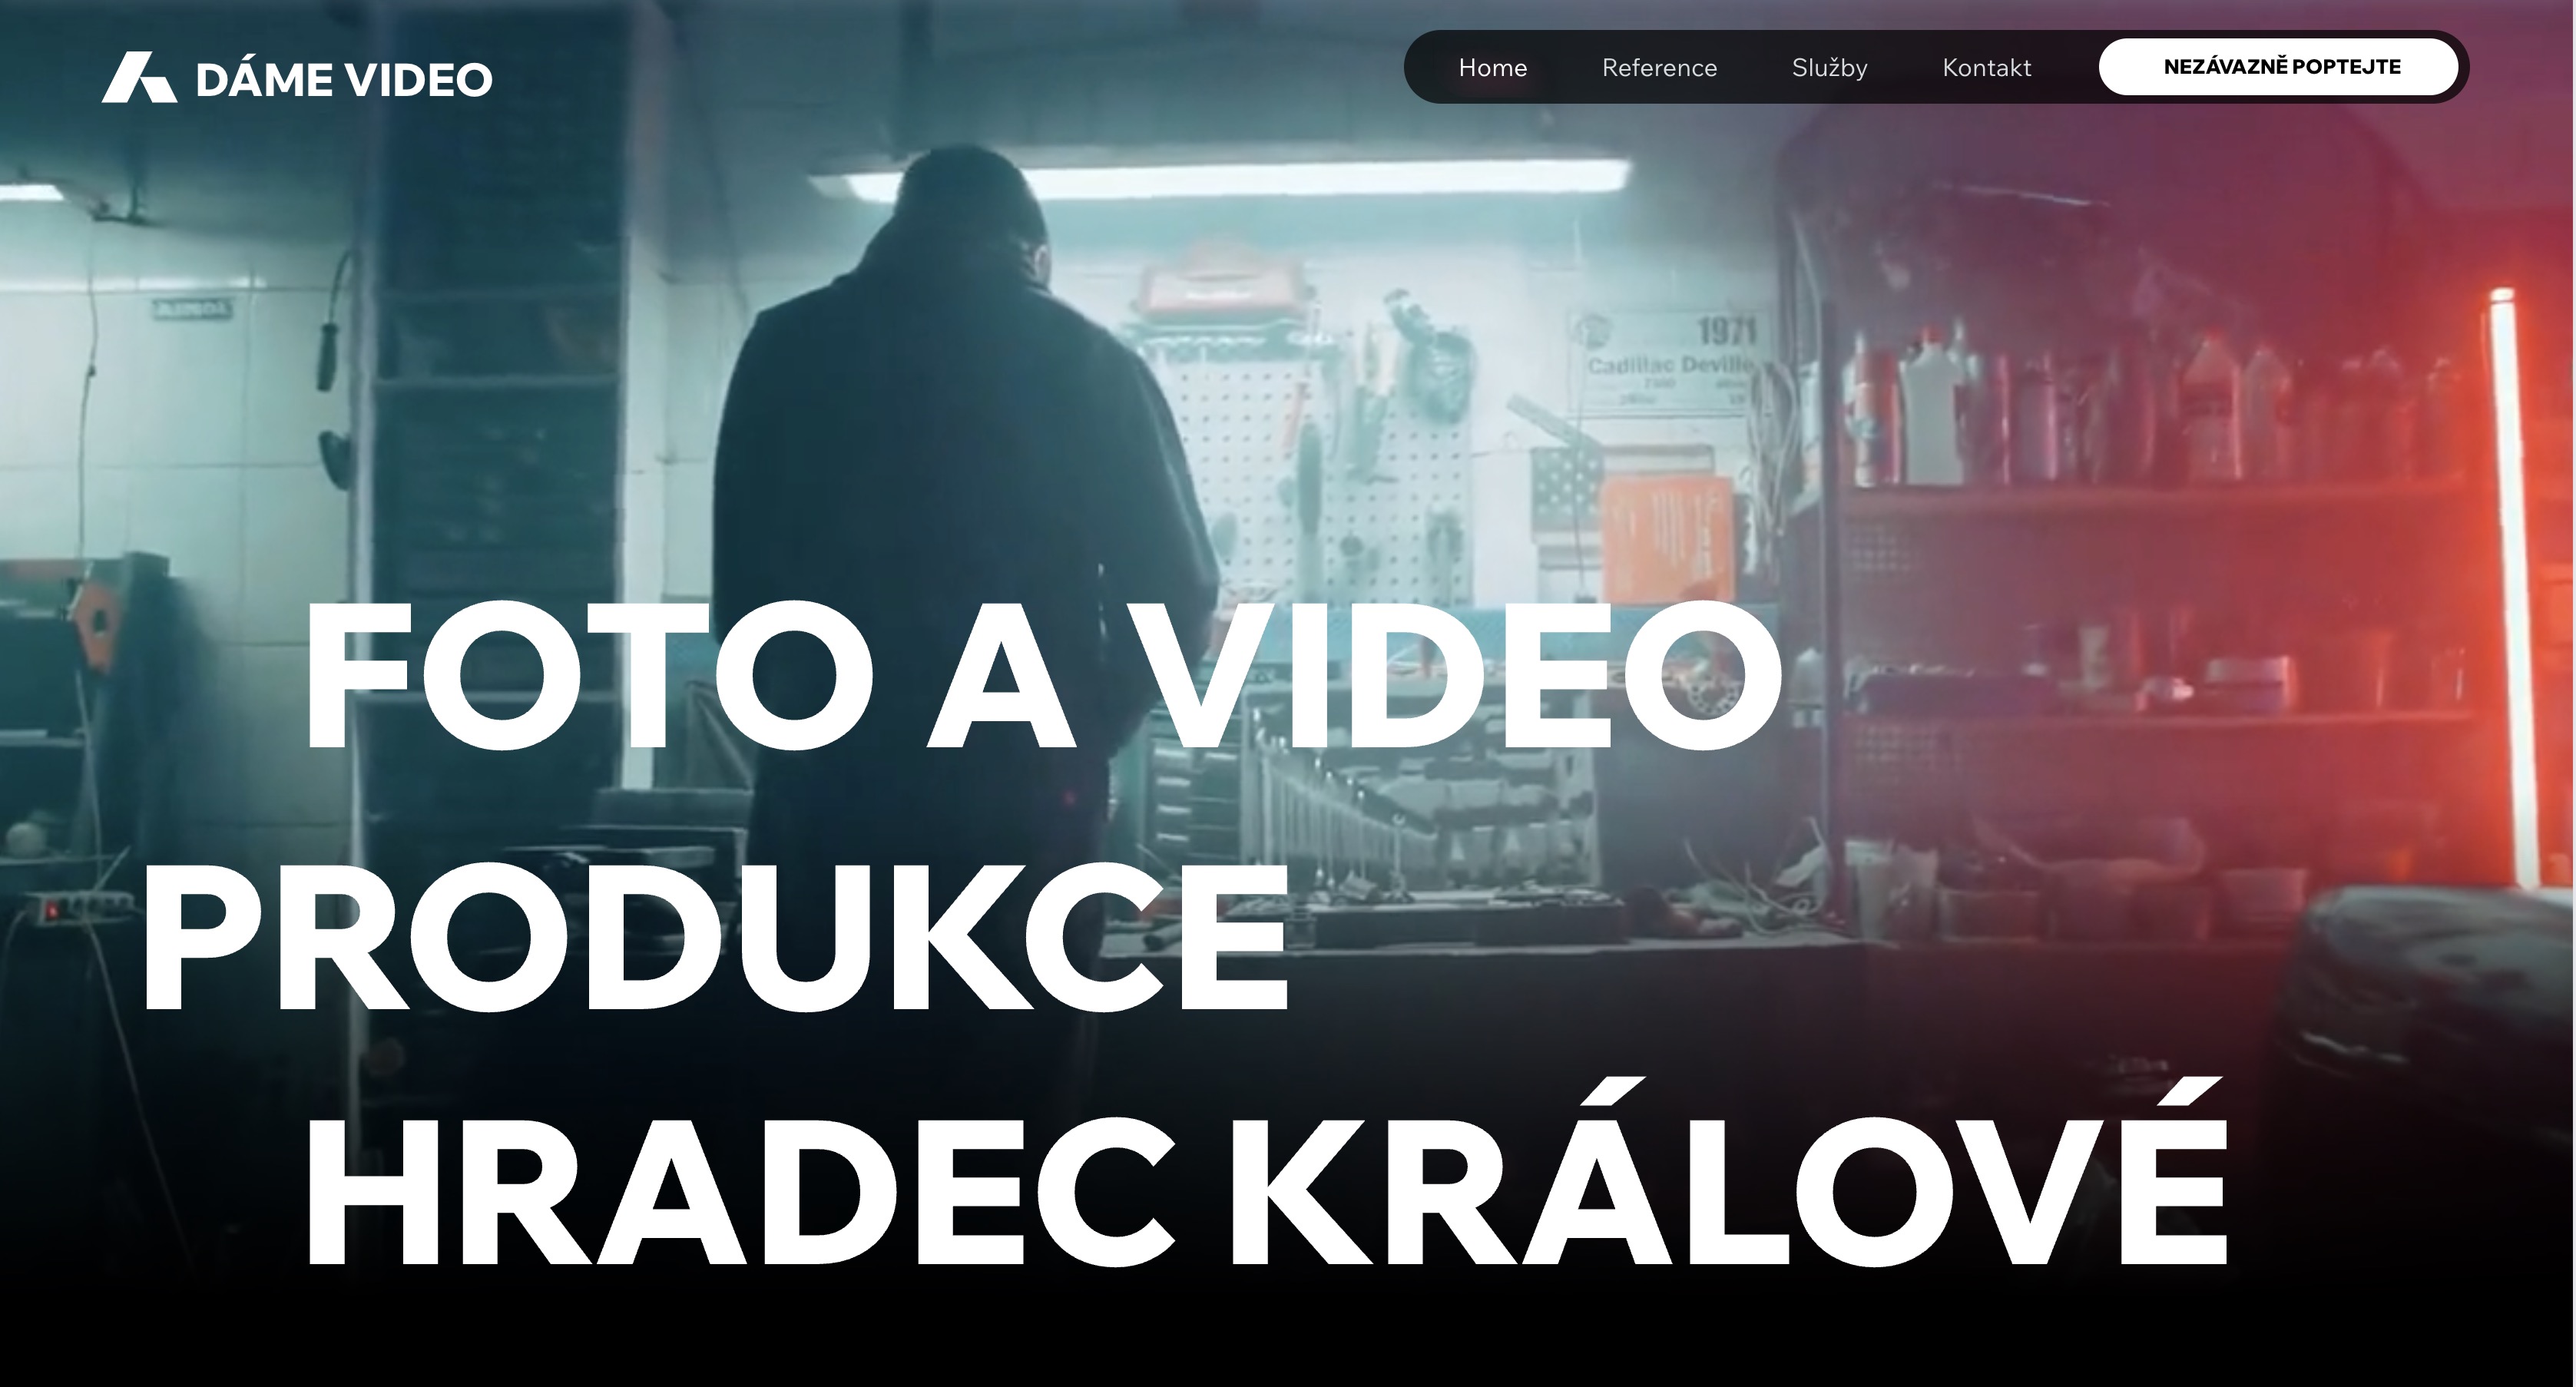 DÁME VIDEO
Home Reference Služby Kontakt NEZÁVAZNĚ POPTEJTE
1971
Cadillac Deville
FOTO A VIDEO
PRODUKCE
HRADEC KRÁLOVÉ